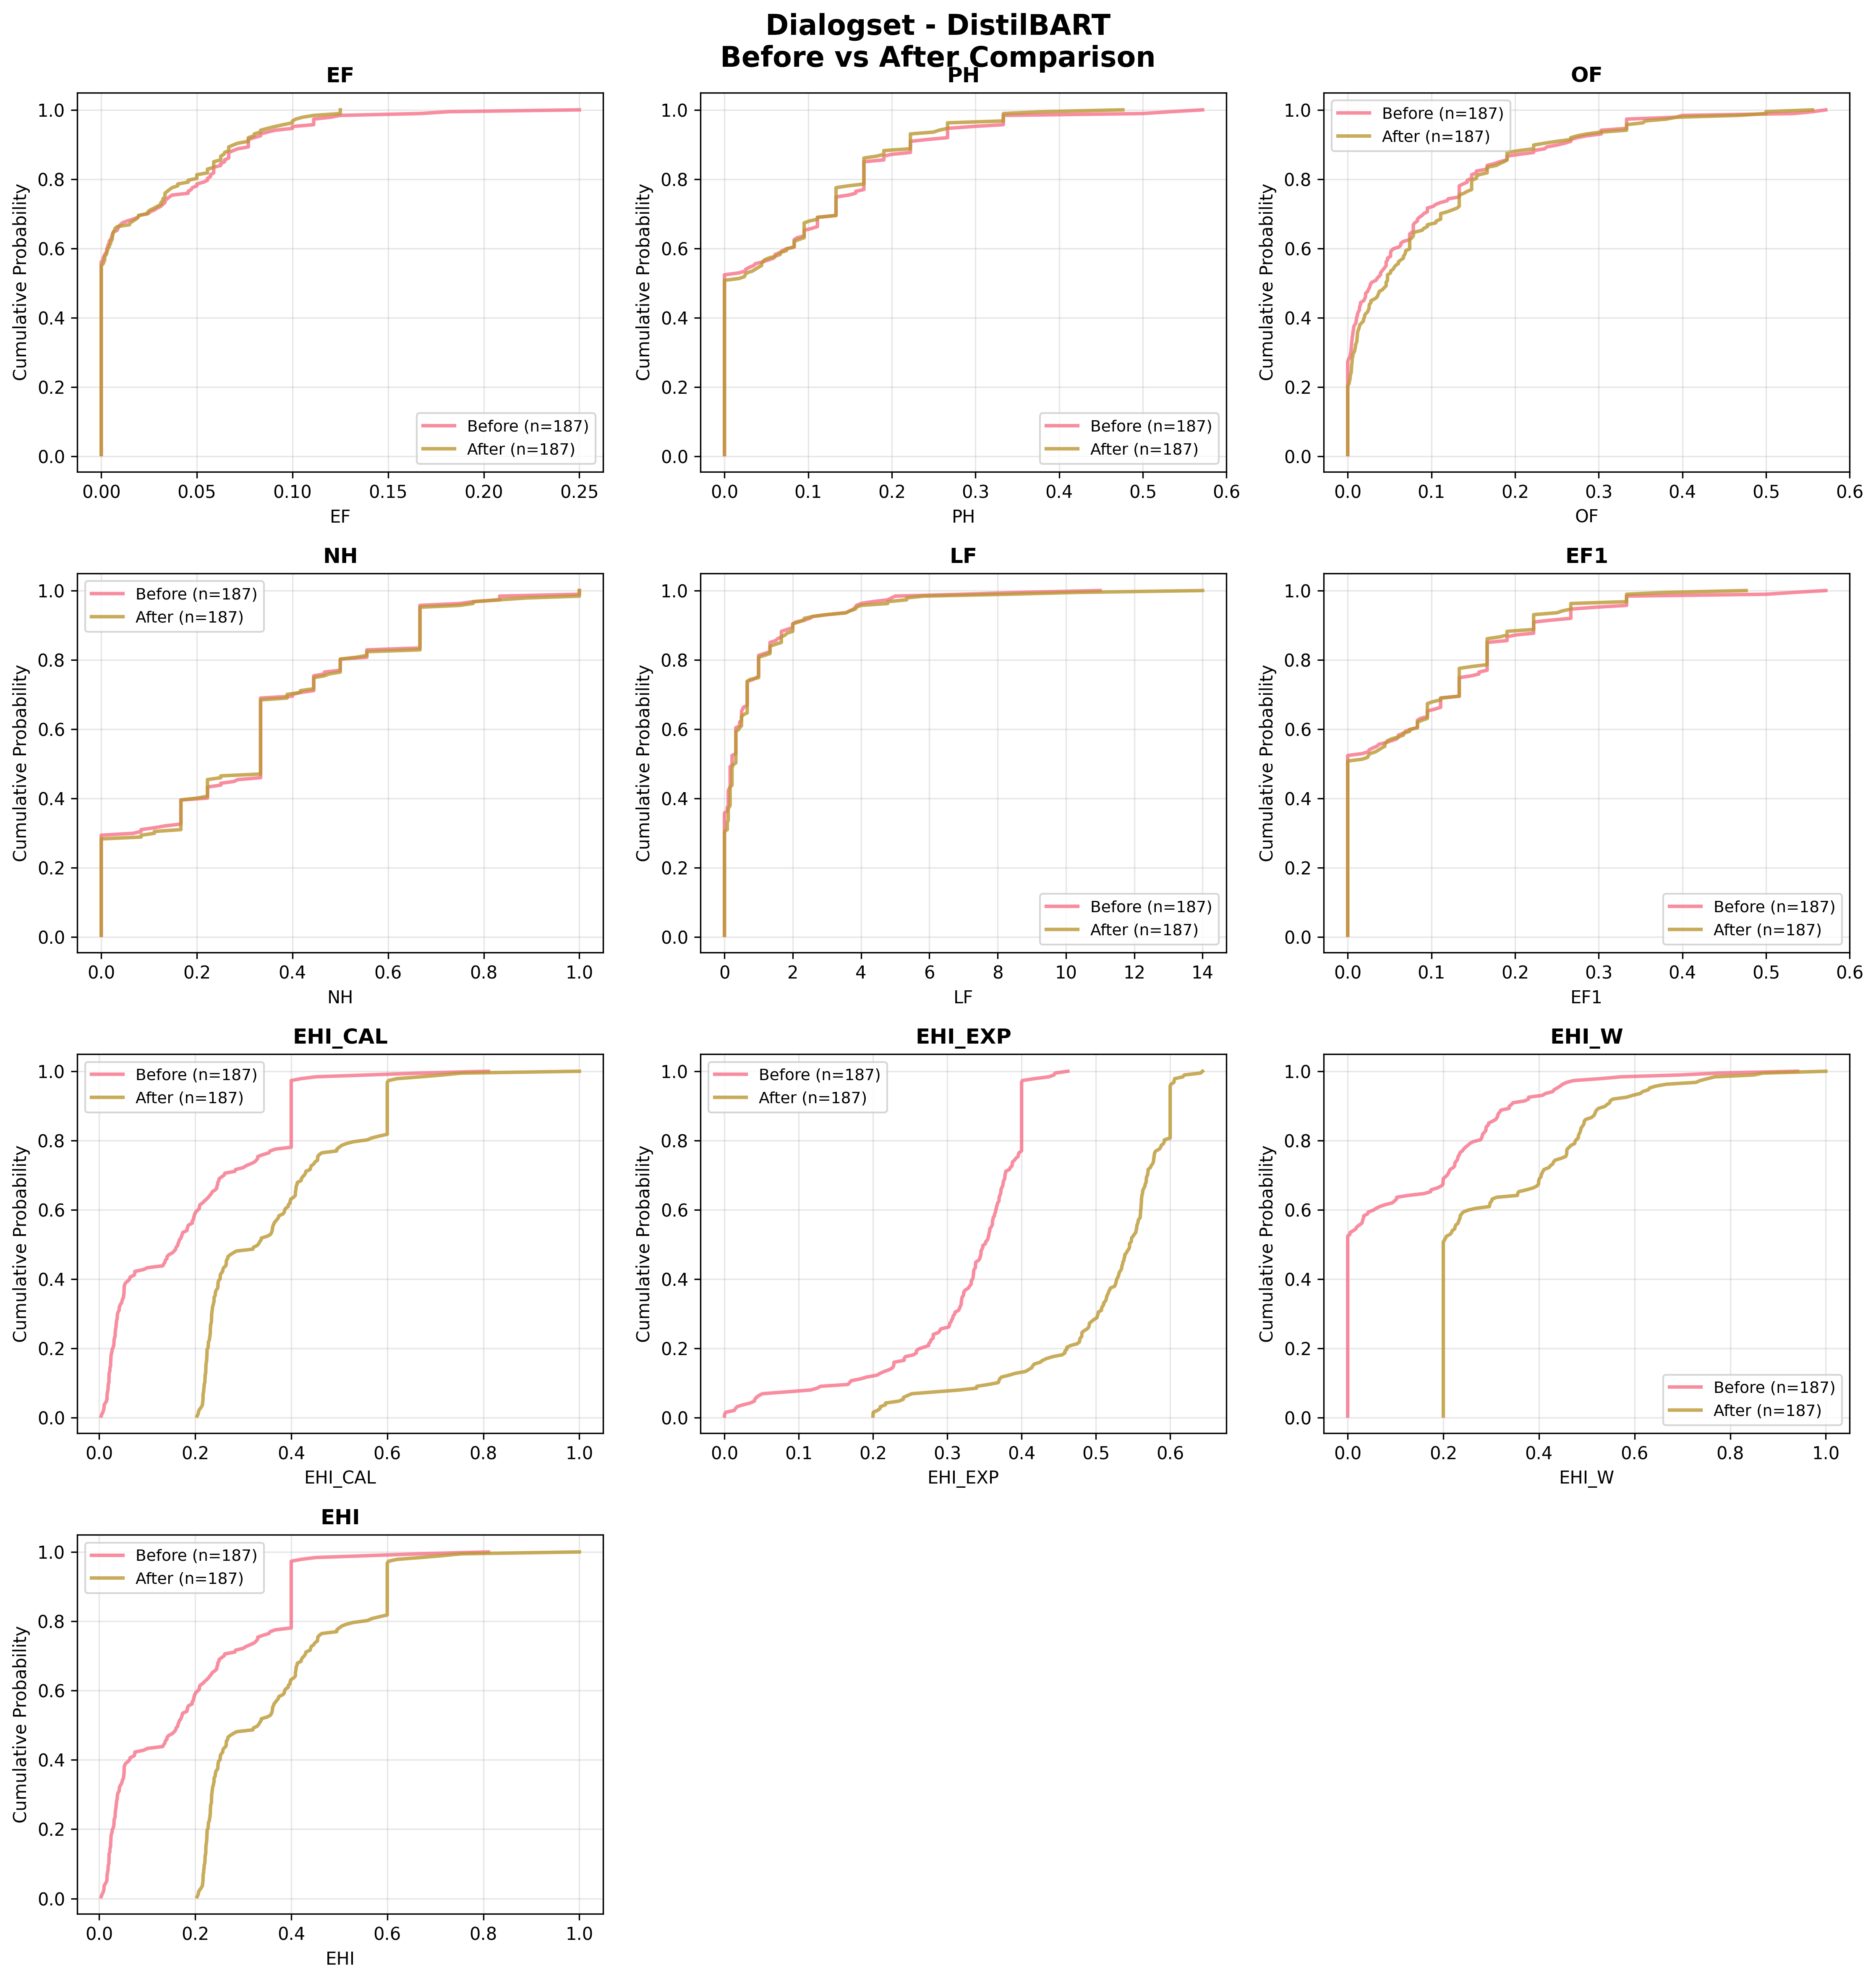 Dialogset - DistilBART
Before vs After Comparison
EF
Cumulative Probability
1.0
0.8
0.6
0.4
0.2
0.0
0.00 0.05 0.10 0.15 0.20 0.25
EF
Before (n=187)
After (n=187)
PH
Cumulative Probability
1.0
0.8
0.6
0.4
0.2
0.0
0.0 0.1 0.2 0.3 0.4 0.5 0.6
PH
Before (n=187)
After (n=187)
OF
Cumulative Probability
1.0
0.8
0.6
0.4
0.2
0.0
0.0 0.1 0.2 0.3 0.4 0.5 0.6
OF
Before (n=187)
After (n=187)
NH
Cumulative Probability
1.0
0.8
0.6
0.4
0.2
0.0
0.0 0.2 0.4 0.6 0.8 1.0
NH
Before (n=187)
After (n=187)
LF
Cumulative Probability
1.0
0.8
0.6
0.4
0.2
0.0
0 2 4 6 8 10 12 14
LF
Before (n=187)
After (n=187)
EF1
Cumulative Probability
1.0
0.8
0.6
0.4
0.2
0.0
0.0 0.1 0.2 0.3 0.4 0.5 0.6
EF1
Before (n=187)
After (n=187)
EHI_CAL
Cumulative Probability
1.0
0.8
0.6
0.4
0.2
0.0
0.0 0.2 0.4 0.6 0.8 1.0
EHI_CAL
Before (n=187)
After (n=187)
EHI_EXP
Cumulative Probability
1.0
0.8
0.6
0.4
0.2
0.0
0.0 0.1 0.2 0.3 0.4 0.5 0.6
EHI_EXP
Before (n=187)
After (n=187)
EHI_W
Cumulative Probability
1.0
0.8
0.6
0.4
0.2
0.0
0.0 0.2 0.4 0.6 0.8 1.0
EHI_W
Before (n=187)
After (n=187)
EHI
Cumulative Probability
1.0
0.8
0.6
0.4
0.2
0.0
0.0 0.2 0.4 0.6 0.8 1.0
EHI
Before (n=187)
After (n=187)